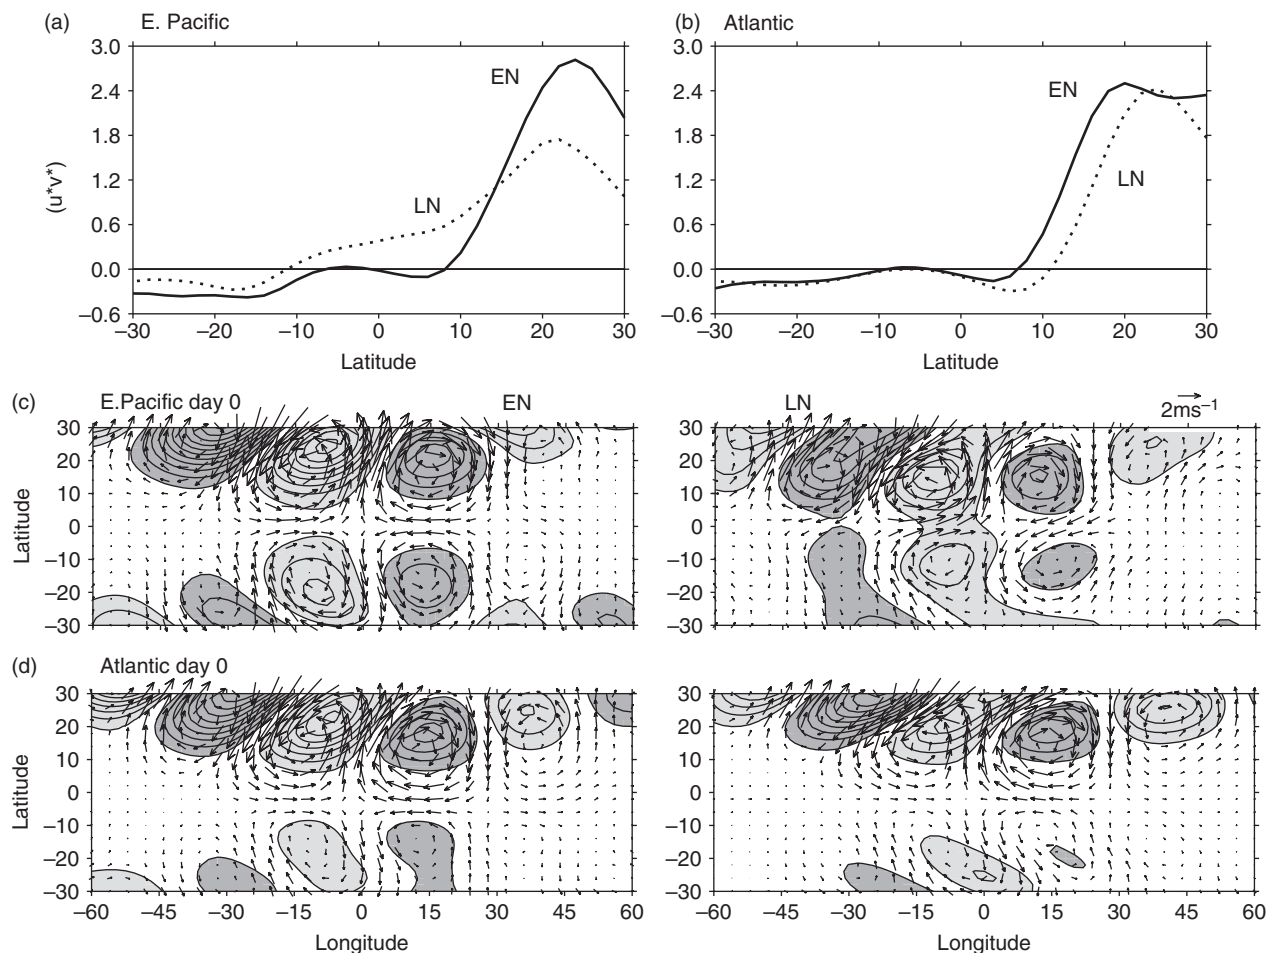 (a) E. Pacific
3.0
2.4
1.8
1.2
0.6
0.0
−0.6
(u*v*)
EN
LN
−30 −20 −10 0 10 20 30
Latitude
(b) Atlantic
3.0
2.4
1.8
1.2
0.6
0.0
−0.6
EN
LN
−30 −20 −10 0 10 20 30
Latitude
(c) E.Pacific day 0 EN
30
20
10
0
−10
−20
−30
Latitude
LN
2ms−1
30
20
10
0
−10
−20
−30
(d) Atlantic day 0
30
20
10
0
−10
−20
−30
Latitude
−60 −45 −30 −15 0 15 30 45 60
Longitude
30
20
10
0
−10
−20
−30
−60 −45 −30 −15 0 15 30 45 60
Longitude